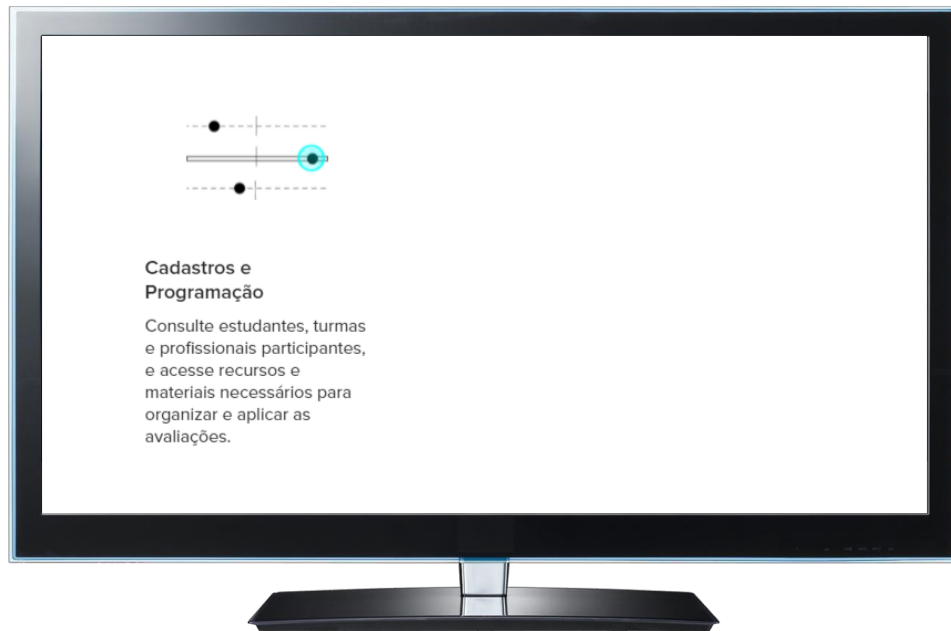 Cadastros e
Programação
Consulte estudantes, turmas
e profissionais participantes,
e acesse recursos e
materiais necessários para
organizar e aplicar as
avaliações.